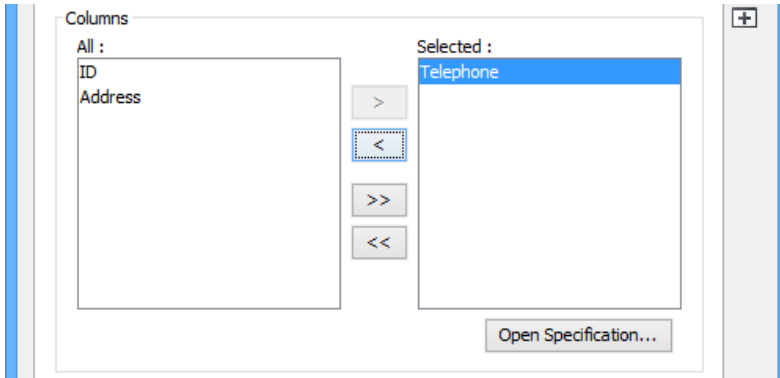 Columns
All :
Selected :
ID
Telephone
Address
>
<
>>
<<
Open Specification...